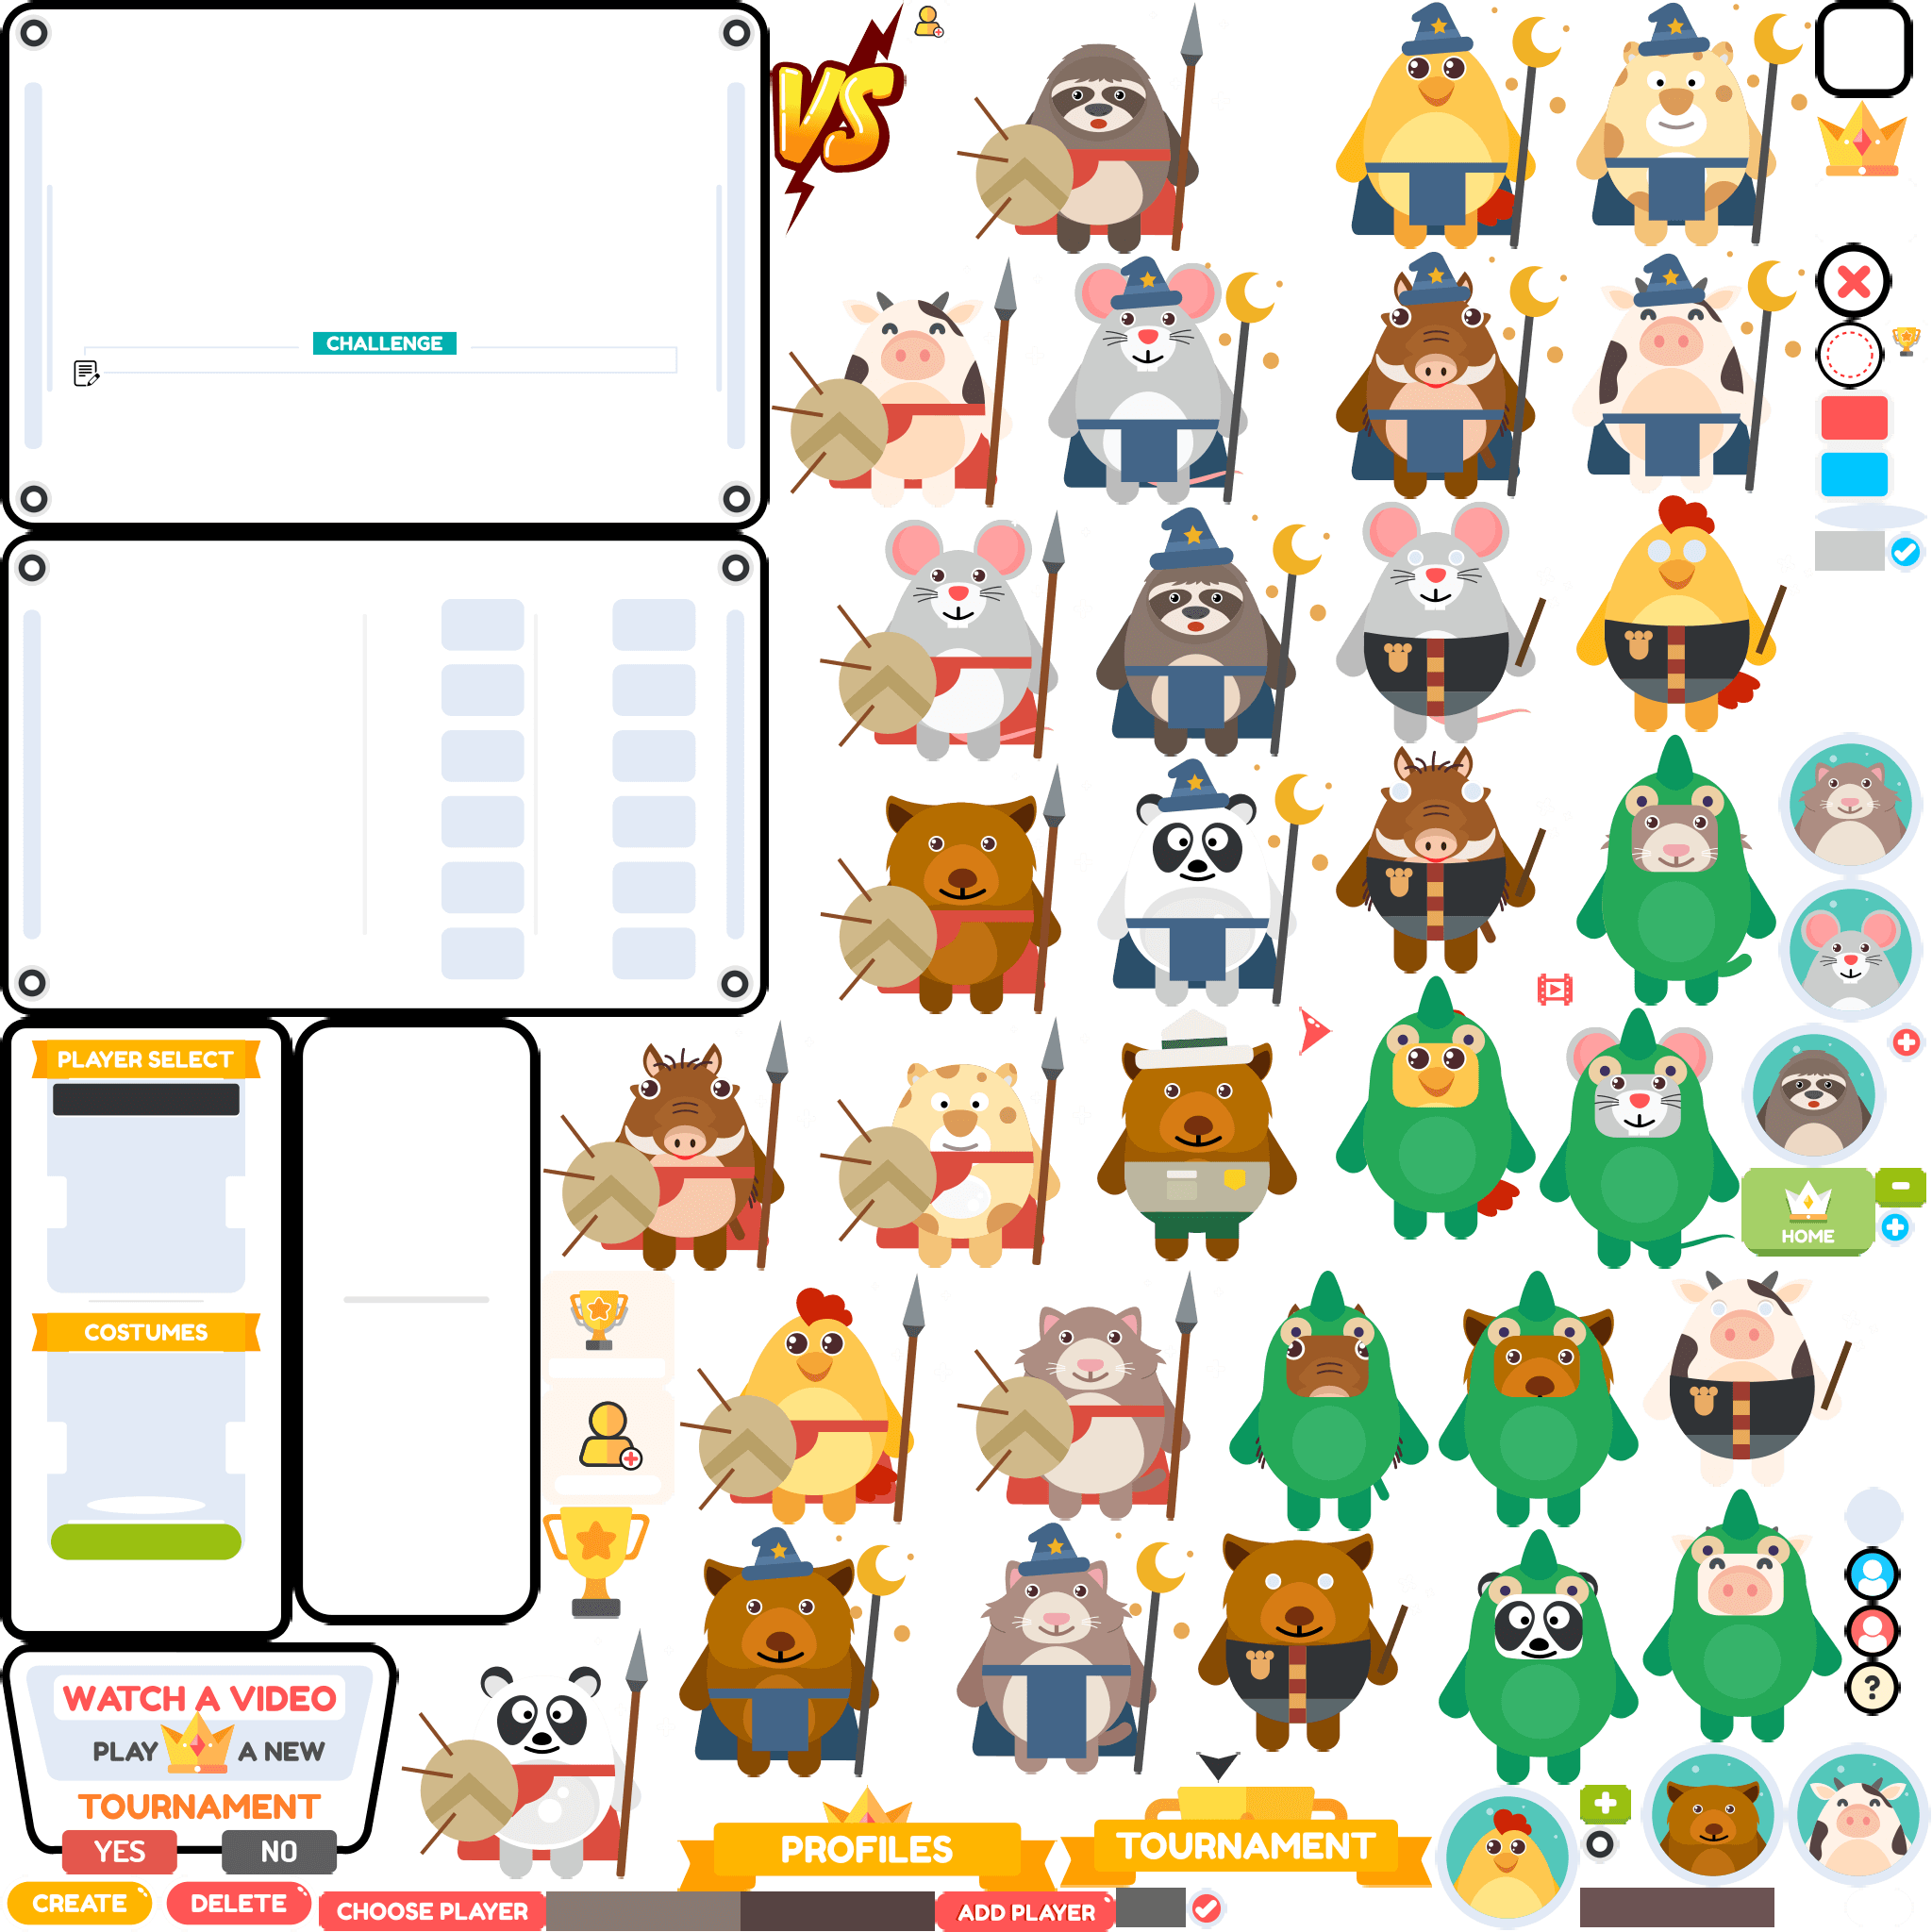 VS
CHALLENGE
PLAYER SELECT
COSTUMES
HOME
WATCH A VIDEO
PLAY A NEW
TOURNAMENT
YES
NO
PROFILES
TOURNAMENT
CREATE
DELETE
CHOOSE PLAYER
ADD PLAYER
?